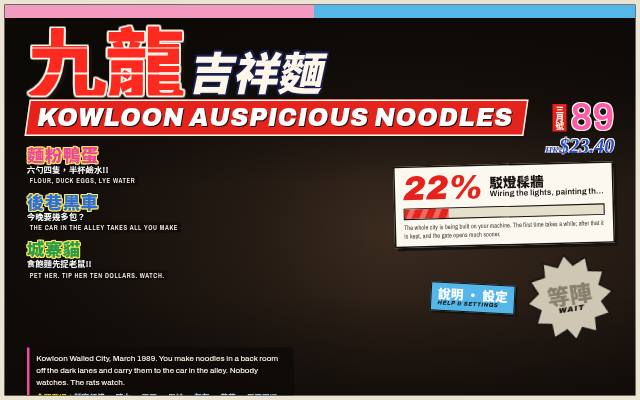 九龍 吉祥麵
KOWLOON AUSPICIOUS NOODLES
89
HK$23.40
麵粉鴨蛋
六勺四隻，半杯鹼水!!
FLOUR, DUCK EGGS, LYE WATER
後巷黑車
今晚要幾多包？
THE CAR IN THE ALLEY TAKES ALL YOU MAKE
城寨貓
食飽麵先捉老鼠!!
PET HER. TIP HER TEN DOLLARS. WATCH.
22% 駁燈髹牆
Wiring the lights, painting th...
The whole city is being built on your machine. The first time takes a while; after that it
is kept, and the gate opens much sooner.
說明・設定
HELP & SETTINGS
等陣
WAIT
Kowloon Walled City, March 1989. You make noodles in a back room
off the dark lanes and carry them to the car in the alley. Nobody
watches. The rats watch.